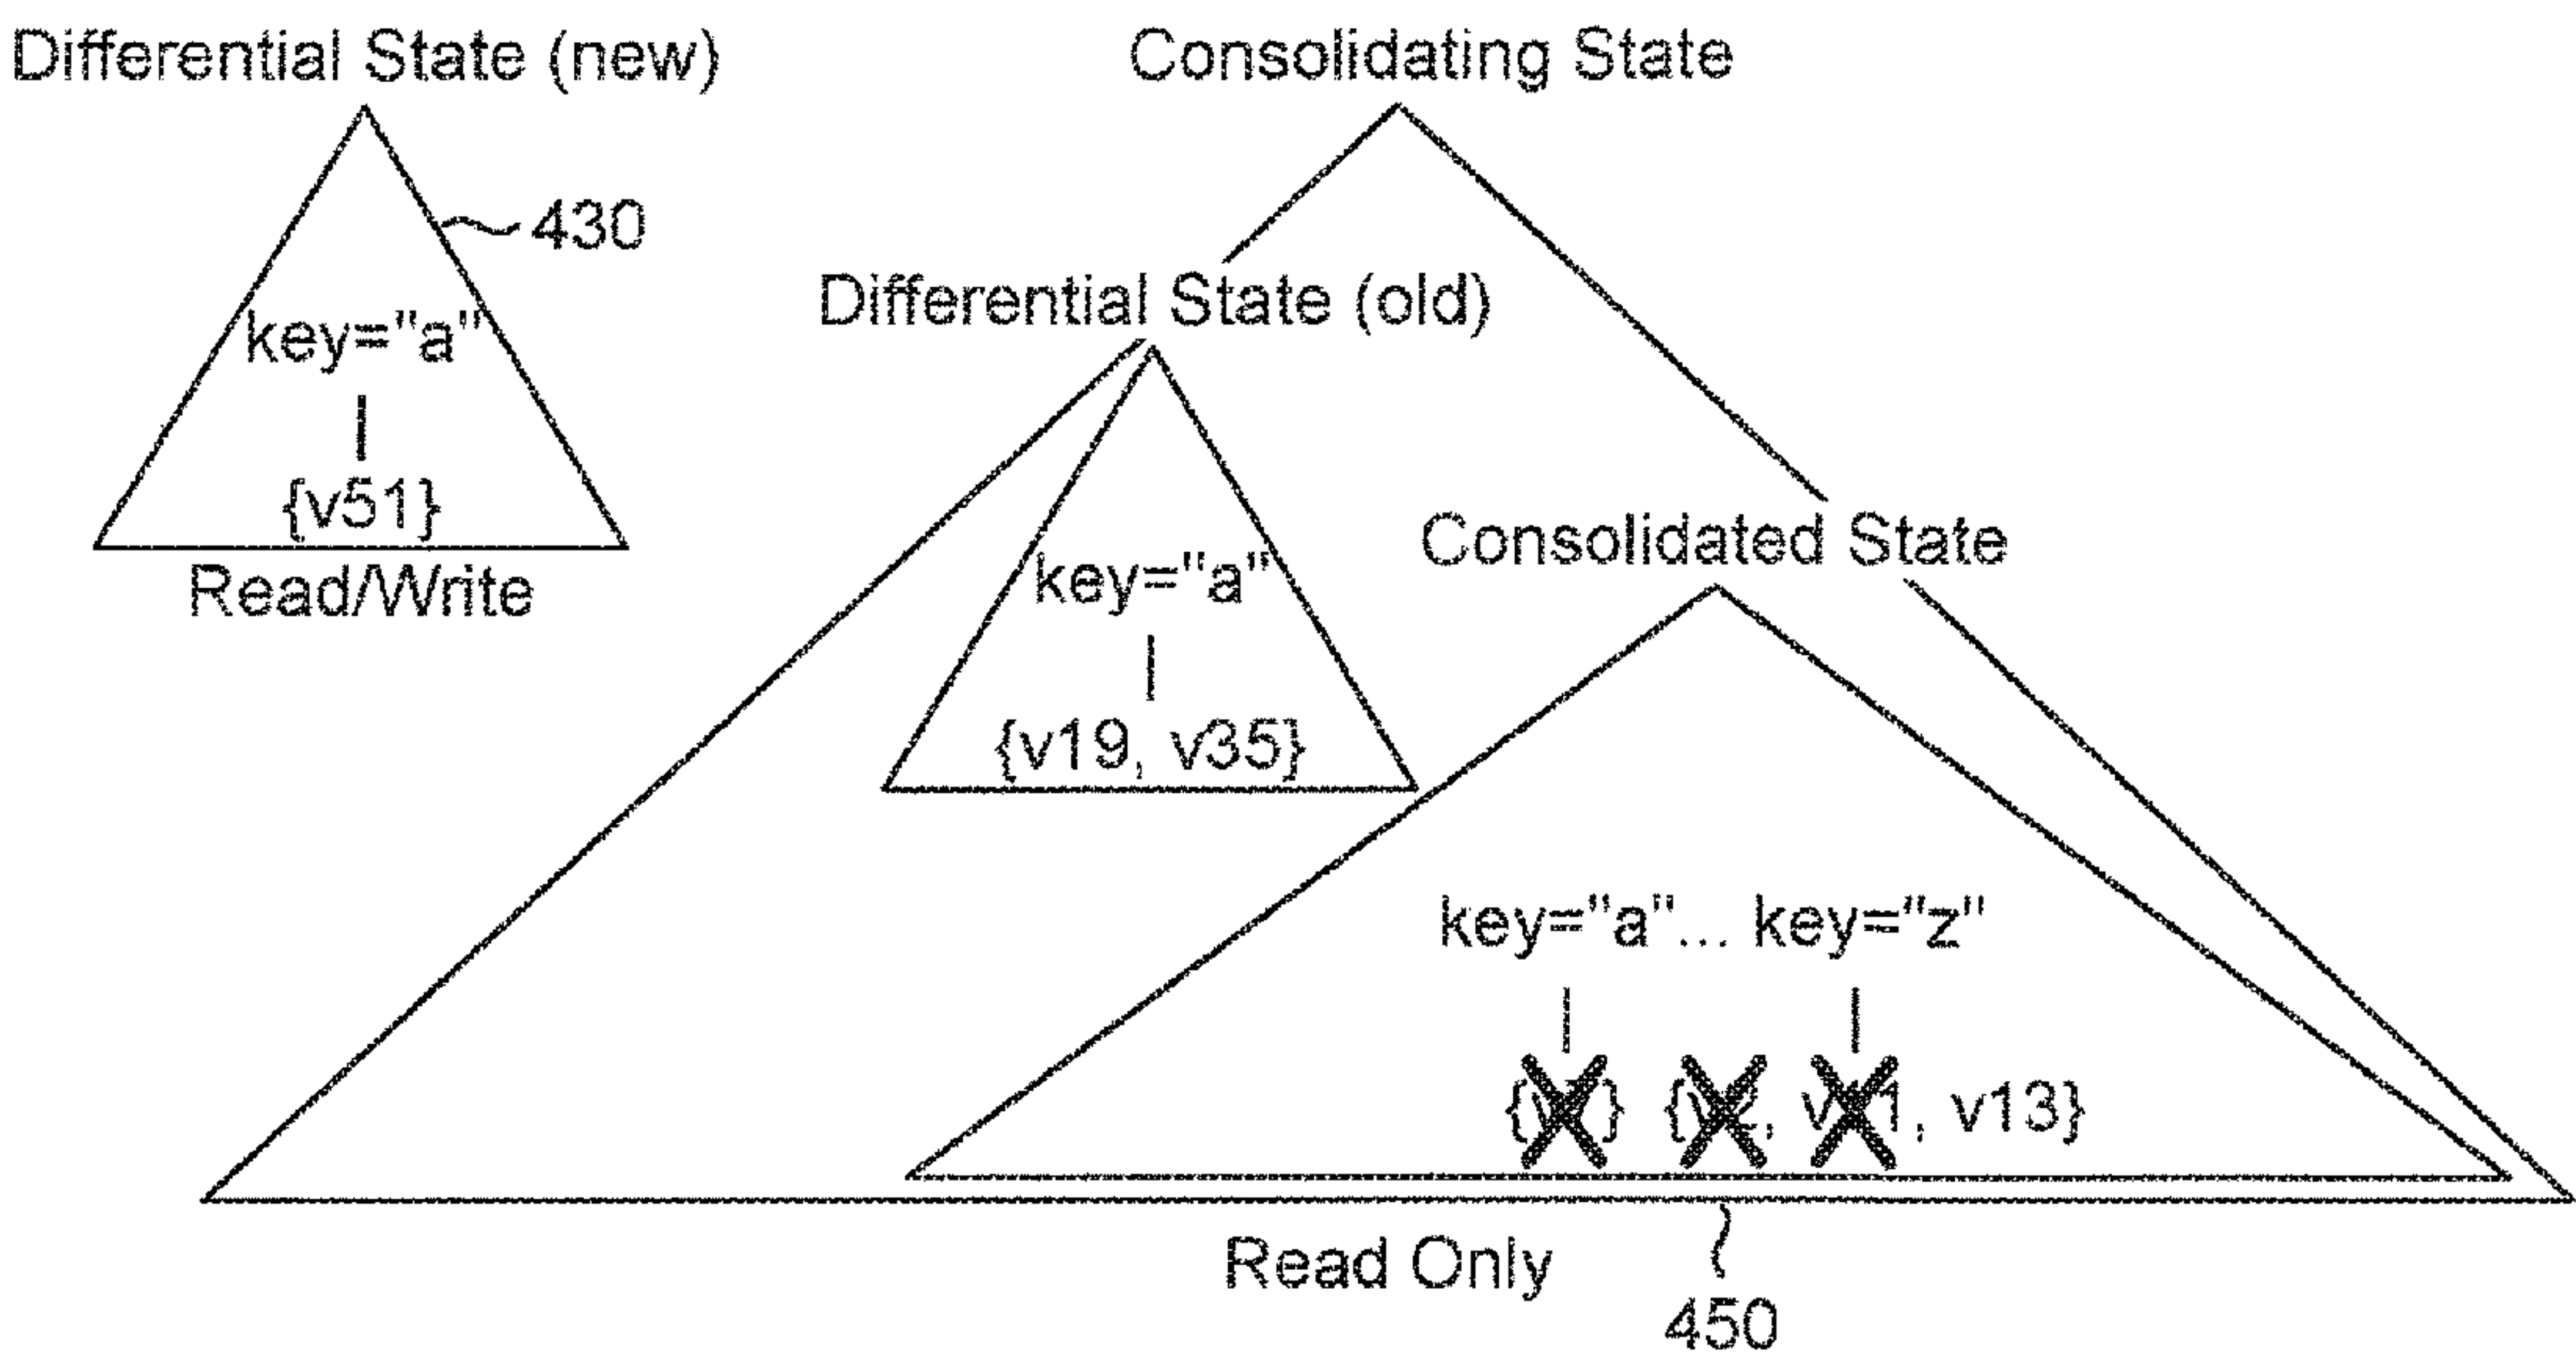 Differential State (new)
430
key="a"
{v51}
Read/Write
Consolidating State
Differential State (old)
key="a"
{v19, v35}
Consolidated State
key="a"... key="z"
v13}
Read Only
450